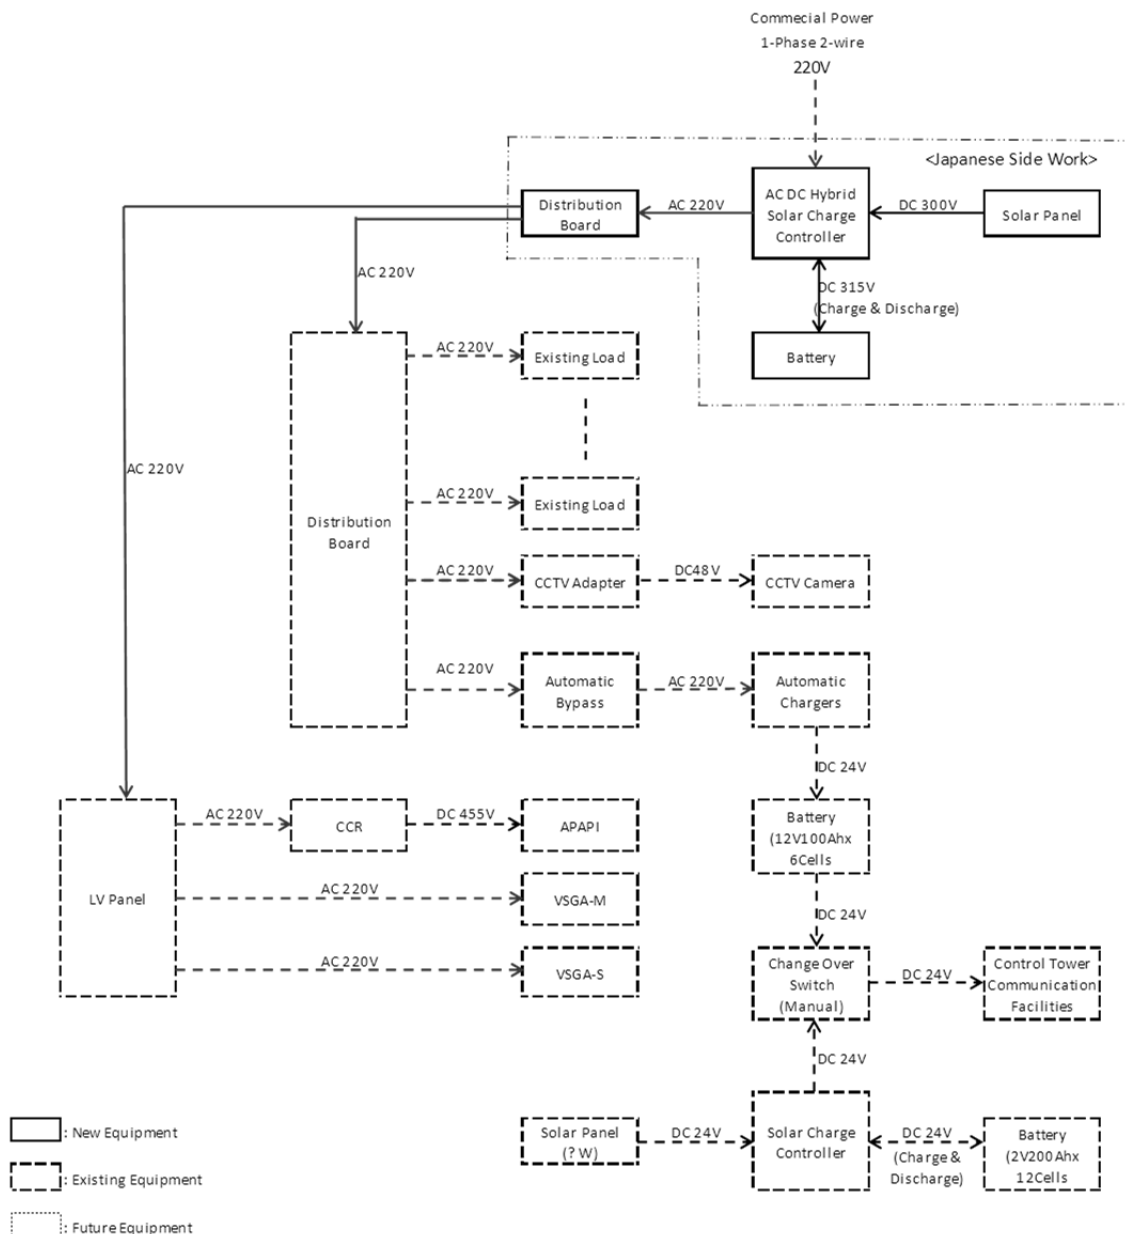 Commecial Power
1-Phase 2-wire
220V
<Japanese Side Work>
Distribution
Board
AC 220V
AC DC Hybrid
Solar Charge
Controller
DC 300V
Solar Panel
AC 220V
DC 315V
(Charge & Discharge)
Battery
AC 220V
Existing Load
AC 220V
AC 220V
Existing Load
Distribution
Board
AC 220V
CCTV Adapter
DC48V
CCTV Camera
AC 220V
Automatic
Bypass
AC 220V
Automatic
Chargers
DC 24V
LV Panel
AC 220V
CCR
DC 455V
APAPI
Battery
(12V100Ahx
6Cells
AC 220V
VSGA-M
DC 24V
AC 220V
VSGA-S
Change Over
Switch
(Manual)
DC 24V
Control Tower
Communication
Facilities
DC 24V
Solar Panel
(? W)
DC 24V
Solar Charge
Controller
DC 24V
(Charge &
Discharge)
Battery
(2V200Ahx
12Cells
: New Equipment
: Existing Equipment
: Future Equipment